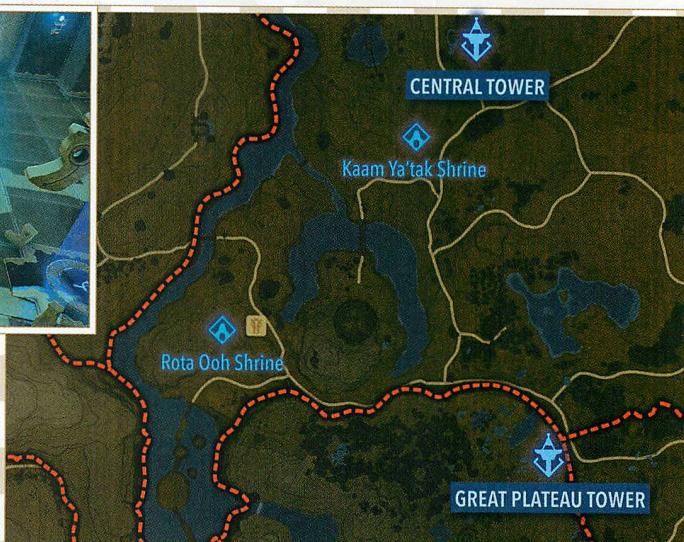 CENTRAL TOWER
Kaam Ya'tak Shrine
Rota Ooh Shrine
GREAT PLATEAU TOWER